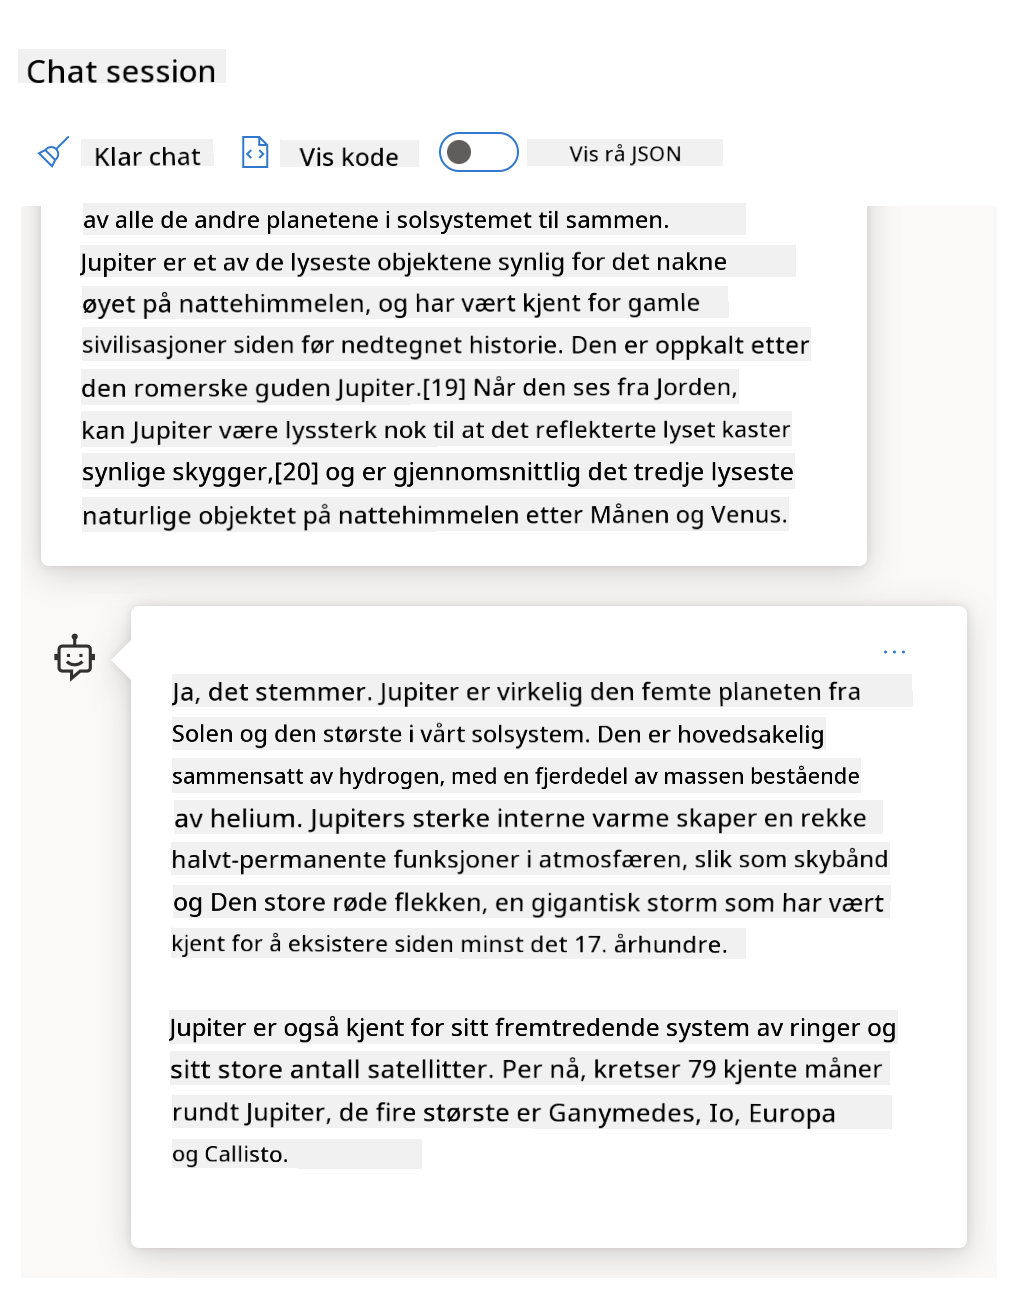 Chat session
Klar chat
Vis kode
Vis rå JSON
av alle de andre planetene i solsystemet til sammen.
Jupiter er et av de lyseste objektene synlig for det nakne
øyet på nattehimmelen, og har vært kjent for gamle
sivilisasjoner siden før nedtegnet historie. Den er oppkalt etter
den romerske guden Jupiter.[19] Når den ses fra Jorden,
kan Jupiter være lyssterk nok til at det reflekterte lyset kaster
synlige skygger,[20] og er gjennomsnittlig det tredje lyseste
naturlige objektet på nattehimmelen etter Månen og Venus.
Ja, det stemmer. Jupiter er virkelig den femte planeten fra
Solen og den største i vårt solsystem. Den er hovedsakelig
sammensatt av hydrogen, med en fjerdedel av massen bestående
av helium. Jupiters sterke interne varme skaper en rekke
halvt-permanente funksjoner i atmosfæren, slik som skybånd
og Den store røde flekken, en gigantisk storm som har vært
kjent for å eksistere siden minst det 17. århundre.
Jupiter er også kjent for sitt fremtredende system av ringer og
sitt store antall satellitter. Per nå, kretser 79 kjente måner
rundt Jupiter, de fire største er Ganymedes, Io, Europa
og Callisto.